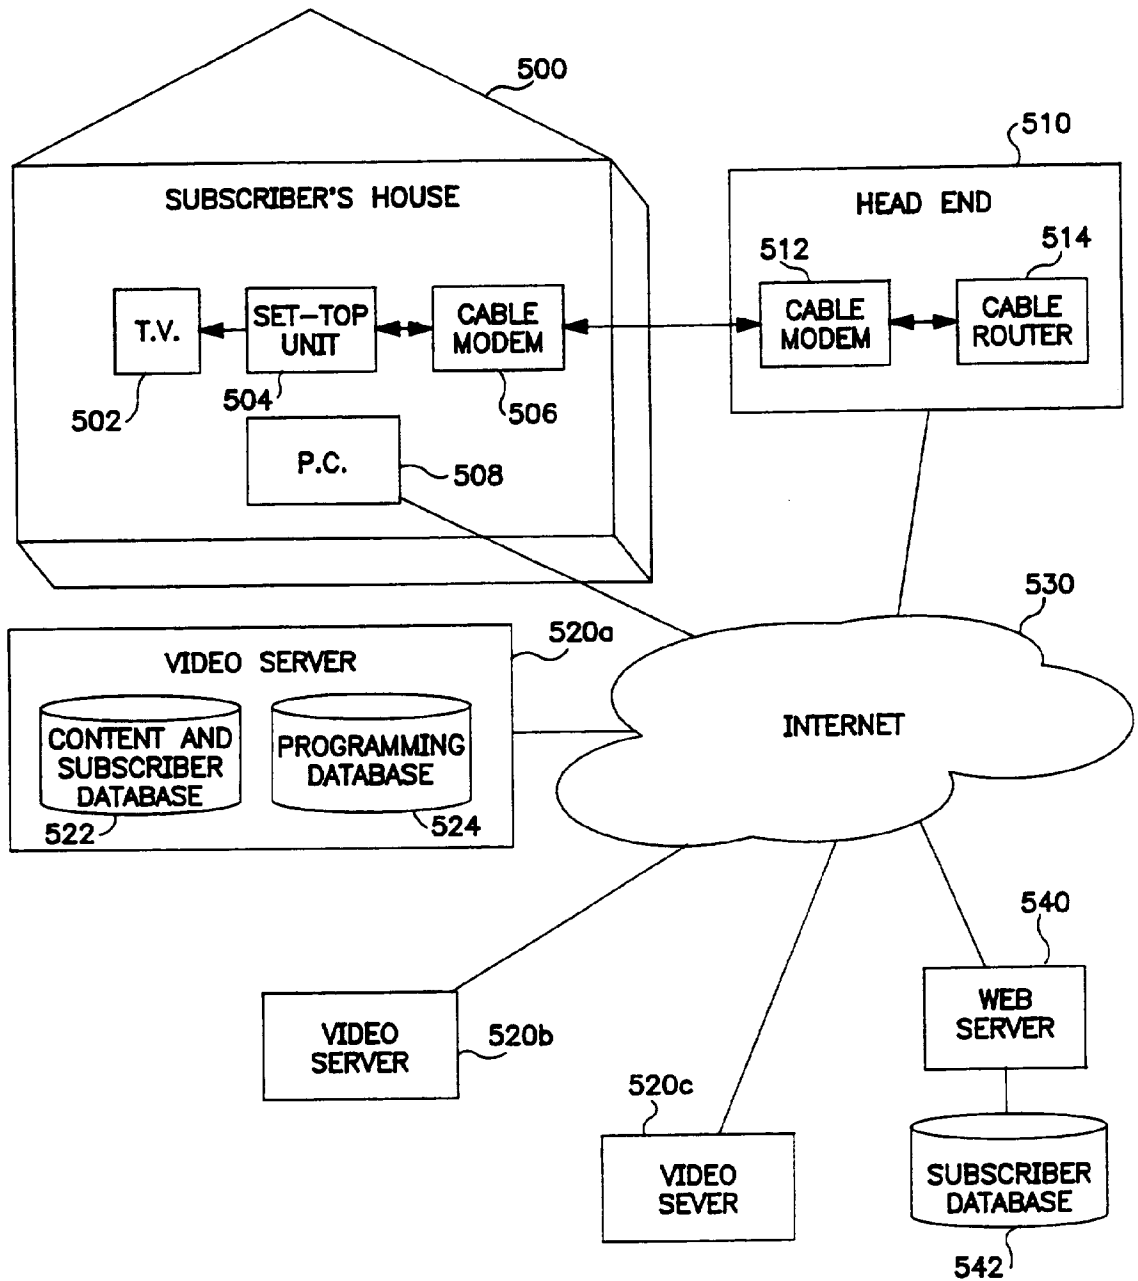 500
510
SUBSCRIBER'S HOUSE
HEAD END
512
514
T.V.
SET-TOP
UNIT
CABLE
MODEM
CABLE
MODEM
CABLE
ROUTER
502
504
506
P.C.
508
530
520a
VIDEO SERVER
CONTENT AND
SUBSCRIBER
DATABASE
PROGRAMMING
DATABASE
522
524
INTERNET
540
WEB
SERVER
VIDEO
SERVER
520b
520c
VIDEO
SEVER
SUBSCRIBER
DATABASE
542